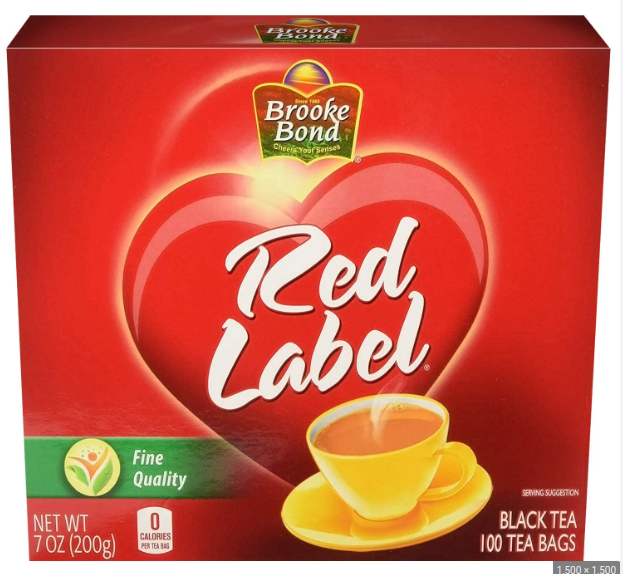 Brooke
Bond
Since 1869
Brooke
Bond
Cheers Your Senses
®
Red
Label®
Fine
Quality
SERVING SUGGESTION
NET WT
7 OZ (200g)
0
CALORIES
PER TEA BAG
BLACK TEA
100 TEA BAGS
1,500 × 1,500